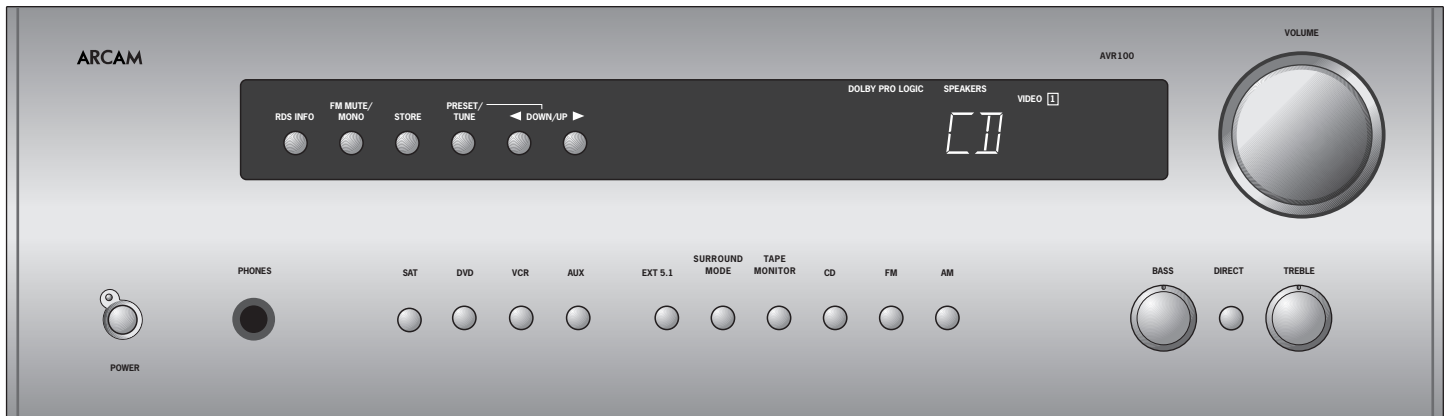 VOLUME
ARCAM
AVR100
DOLBY PRO LOGIC SPEAKERS
VIDEO 1
FM MUTE/ PRESET/
RDS INFO MONO STORE TUNE DOWN/UP
CD
SURROUND TAPE
PHONES SAT DVD VCR AUX EXT 5.1 MODE MONITOR CD FM AM BASS DIRECT TREBLE
POWER